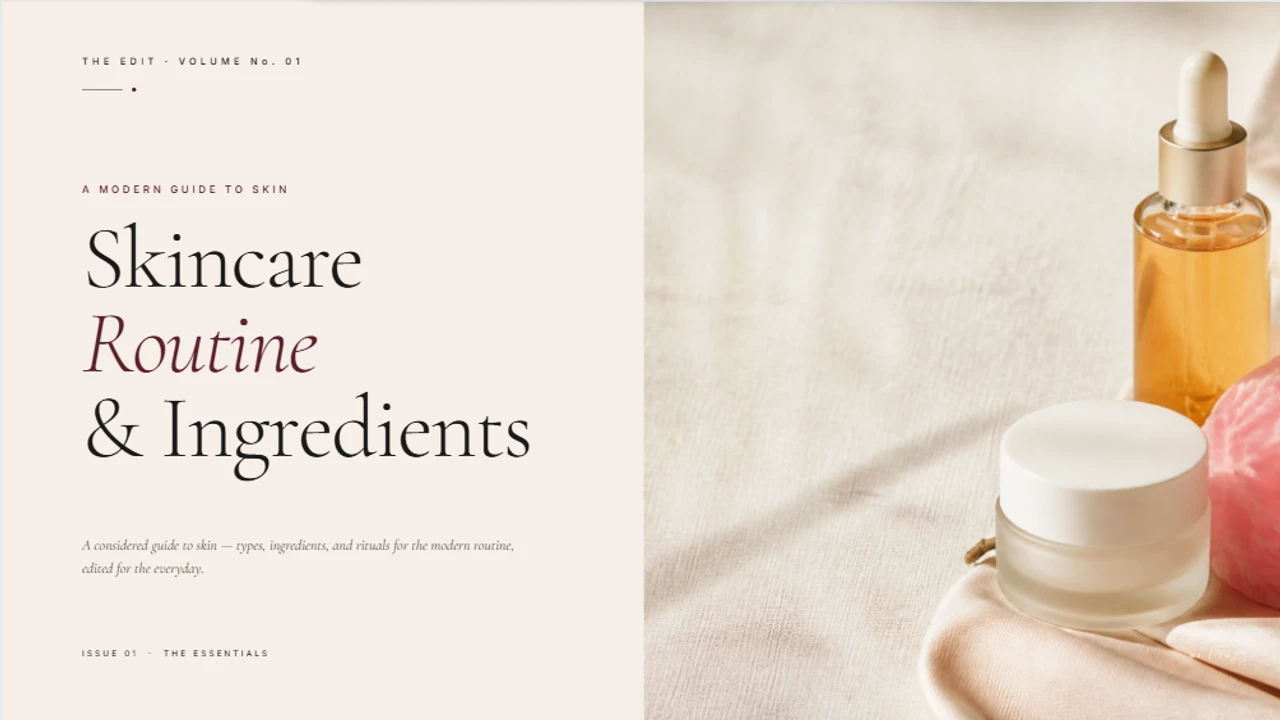 THE EDIT - VOLUME No. 01
A MODERN GUIDE TO SKIN
Skincare
Routine
& Ingredients
A considered guide to skin — types, ingredients, and rituals for the modern routine,
edited for the everyday.
ISSUE 01 · THE ESSENTIALS